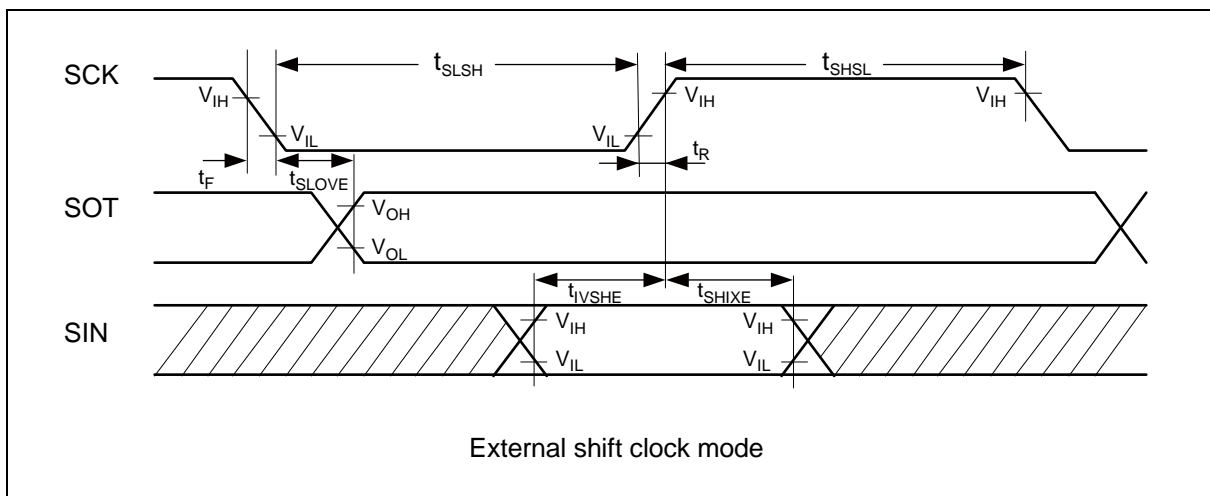 SCK
tSLSH
tSHSL
VIH
VIH
VIH
VIL
VIL
tF
tSLOVE
tR
SOT
VOH
VOL
tIVSHE
tSHIXE
SIN
VIH
VIH
VIL
VIL
External shift clock mode